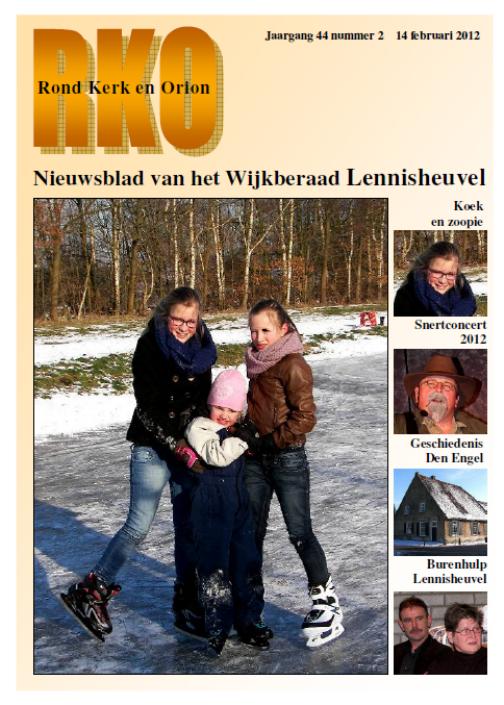 Jaargang 44 nummer 2 14 februari 2012
RKO
Rond Kerk en Orion
Nieuwsblad van het Wijkberaad Lennisheuvel
Koek
en zoopie
Snertconcert
2012
Geschiedenis
Den Engel
Burenhulp
Lennisheuvel